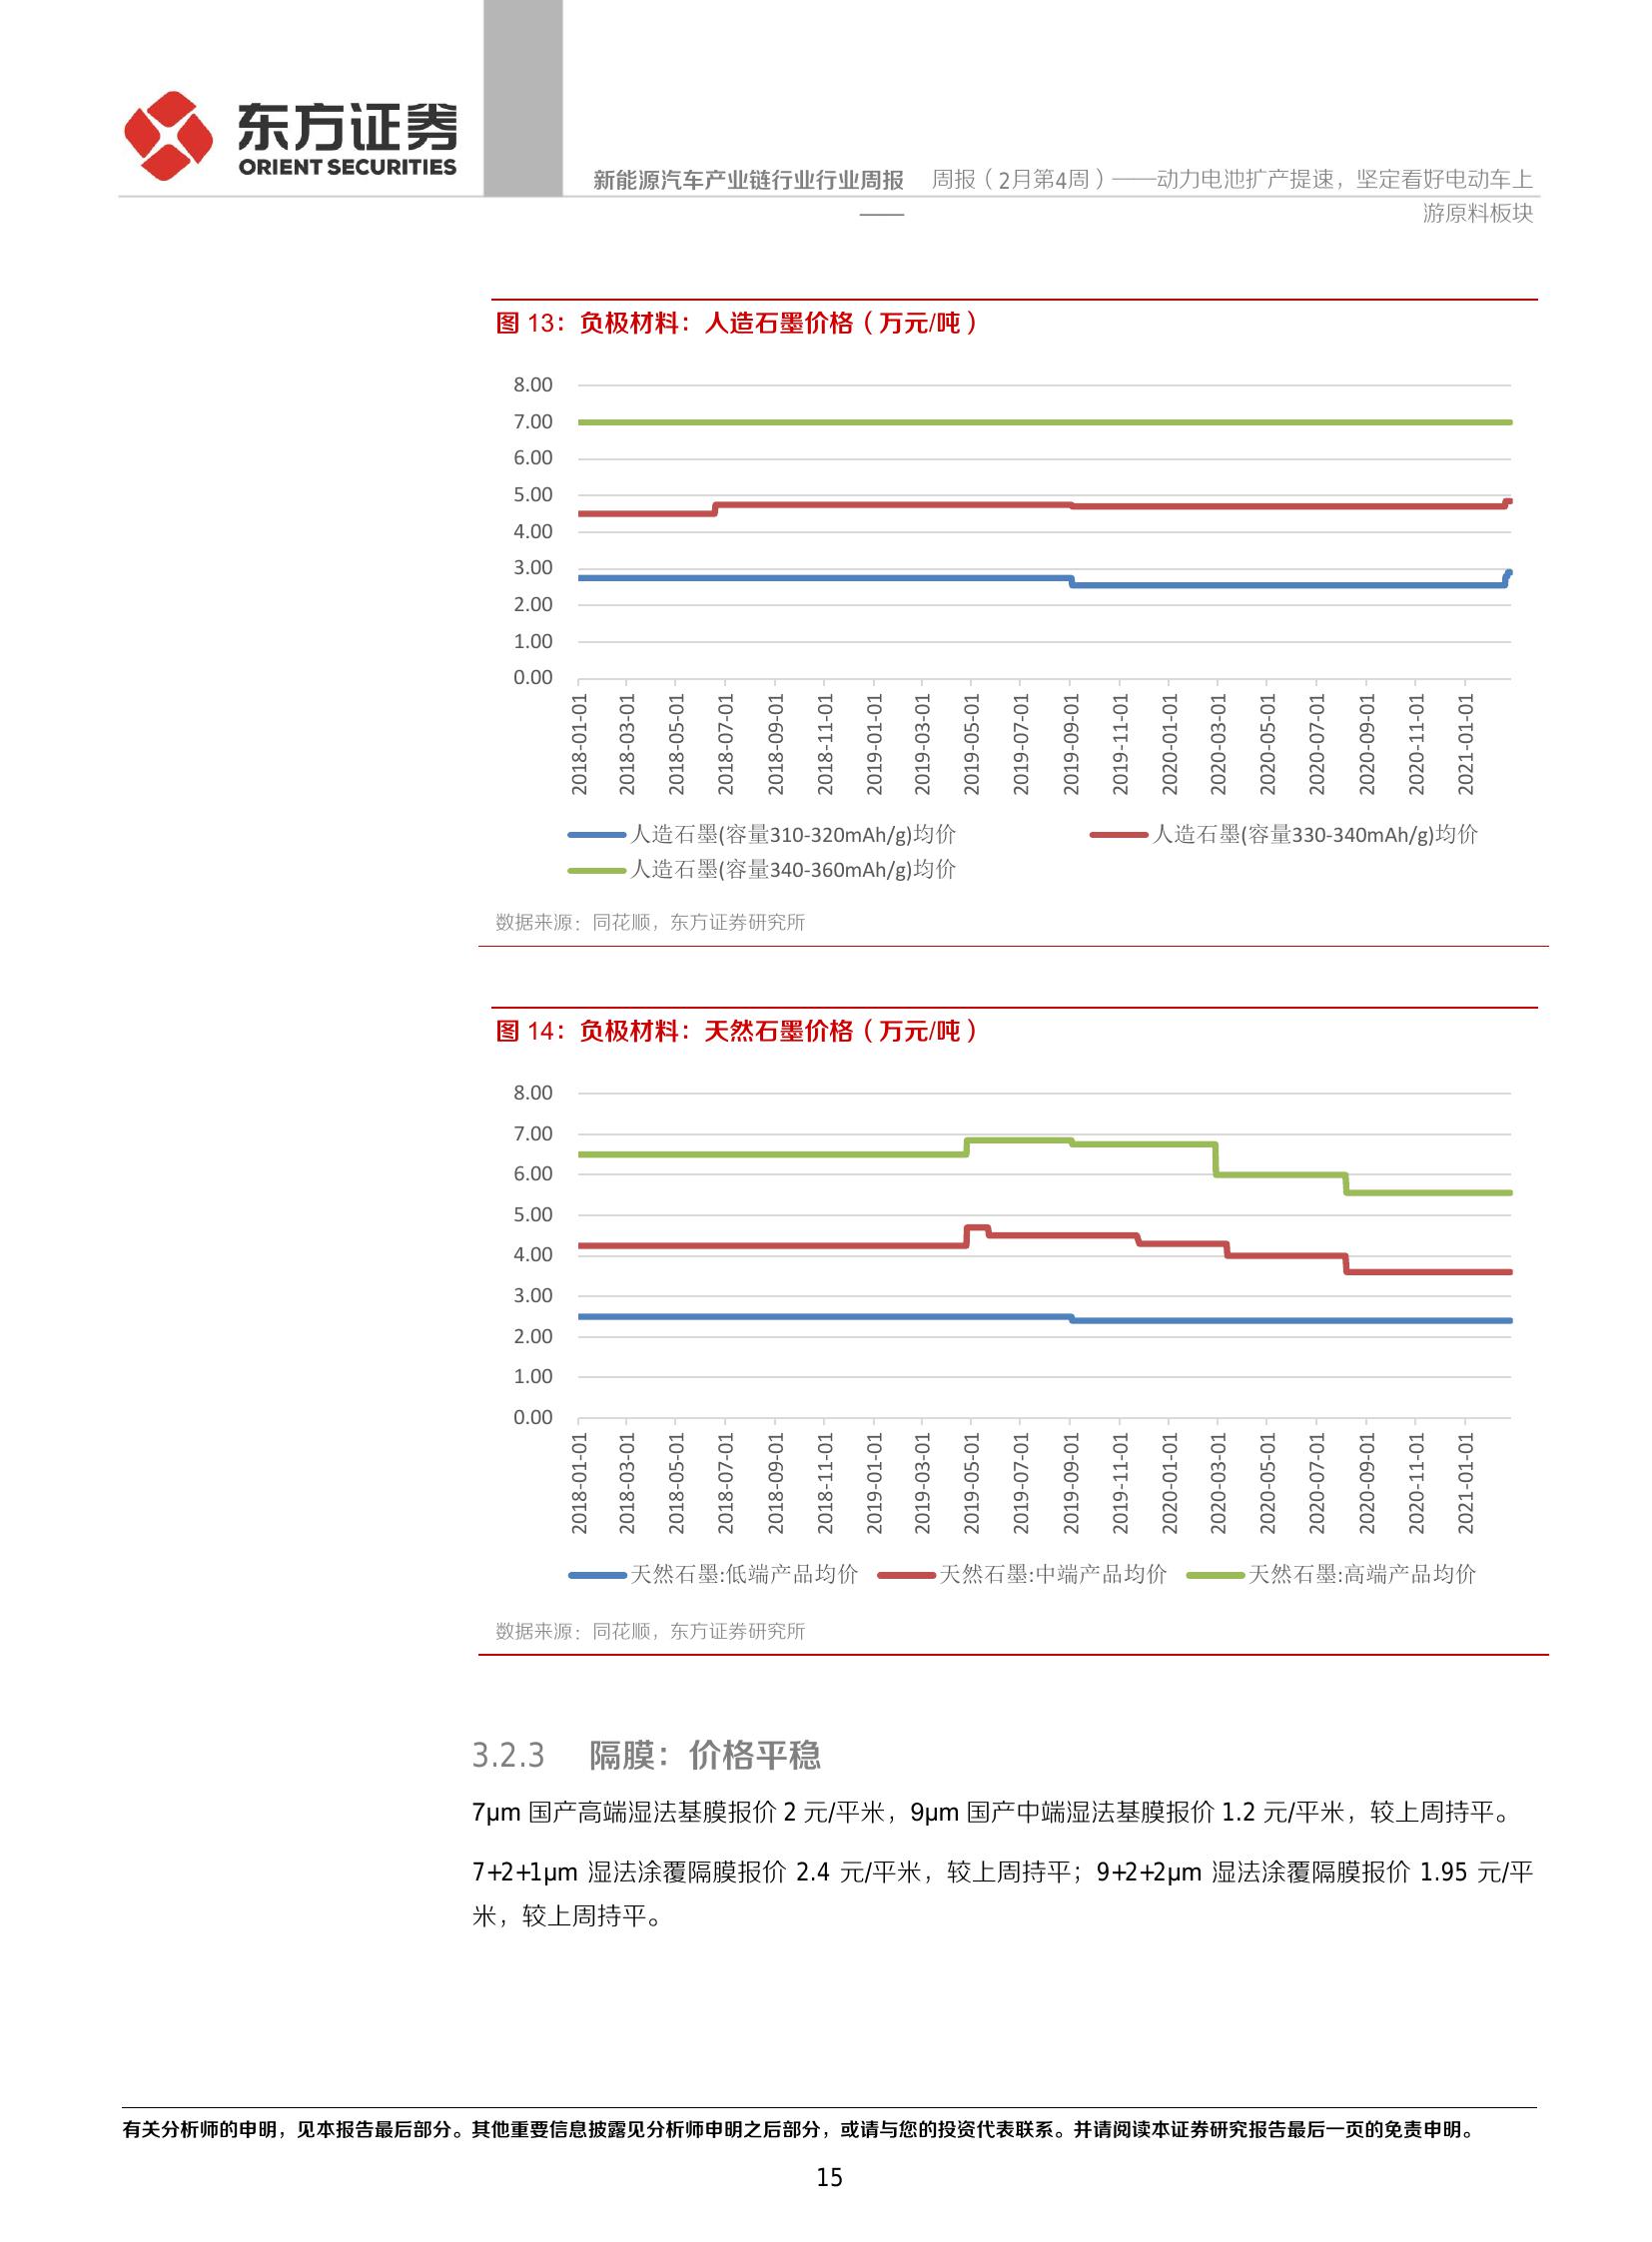 东方证券
ORIENT SECURITIES
新能源汽车产业链行业行业周报 周报（2月第4周）——动力电池扩产提速，坚定看好电动车上
——
游原料板块
图 13：负极材料：人造石墨价格（万元/吨）
8.00
7.00
6.00
5.00
4.00
3.00
2.00
1.00
0.00
2018-01-01 2018-03-01 2018-05-01 2018-07-01 2018-09-01 2018-11-01 2019-01-01 2019-03-01 2019-05-01 2019-07-01 2019-09-01 2019-11-01 2020-01-01 2020-03-01 2020-05-01 2020-07-01 2020-09-01 2020-11-01 2021-01-01
人造石墨(容量310-320mAh/g)均价 人造石墨(容量330-340mAh/g)均价
人造石墨(容量340-360mAh/g)均价
数据来源：同花顺，东方证券研究所
图 14：负极材料：天然石墨价格（万元/吨）
8.00
7.00
6.00
5.00
4.00
3.00
2.00
1.00
0.00
2018-01-01 2018-03-01 2018-05-01 2018-07-01 2018-09-01 2018-11-01 2019-01-01 2019-03-01 2019-05-01 2019-07-01 2019-09-01 2019-11-01 2020-01-01 2020-03-01 2020-05-01 2020-07-01 2020-09-01 2020-11-01 2021-01-01
天然石墨:低端产品均价 天然石墨:中端产品均价 天然石墨:高端产品均价
数据来源：同花顺，东方证券研究所
3.2.3 隔膜：价格平稳
7μm 国产高端湿法基膜报价 2 元/平米，9μm 国产中端湿法基膜报价 1.2 元/平米，较上周持平。
7+2+1μm 湿法涂覆隔膜报价 2.4 元/平米，较上周持平；9+2+2μm 湿法涂覆隔膜报价 1.95 元/平
米，较上周持平。
有关分析师的申明，见本报告最后部分。其他重要信息披露见分析师申明之后部分，或请与您的投资代表联系。并请阅读本证券研究报告最后一页的免责申明。
15